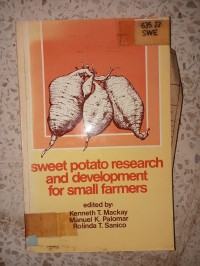 635.22
SWE
sweet potato research
and development
for small farmers
edited by:
Kenneth T. Mackay
Manuel K. Palomar
Rolinda T. Sanico